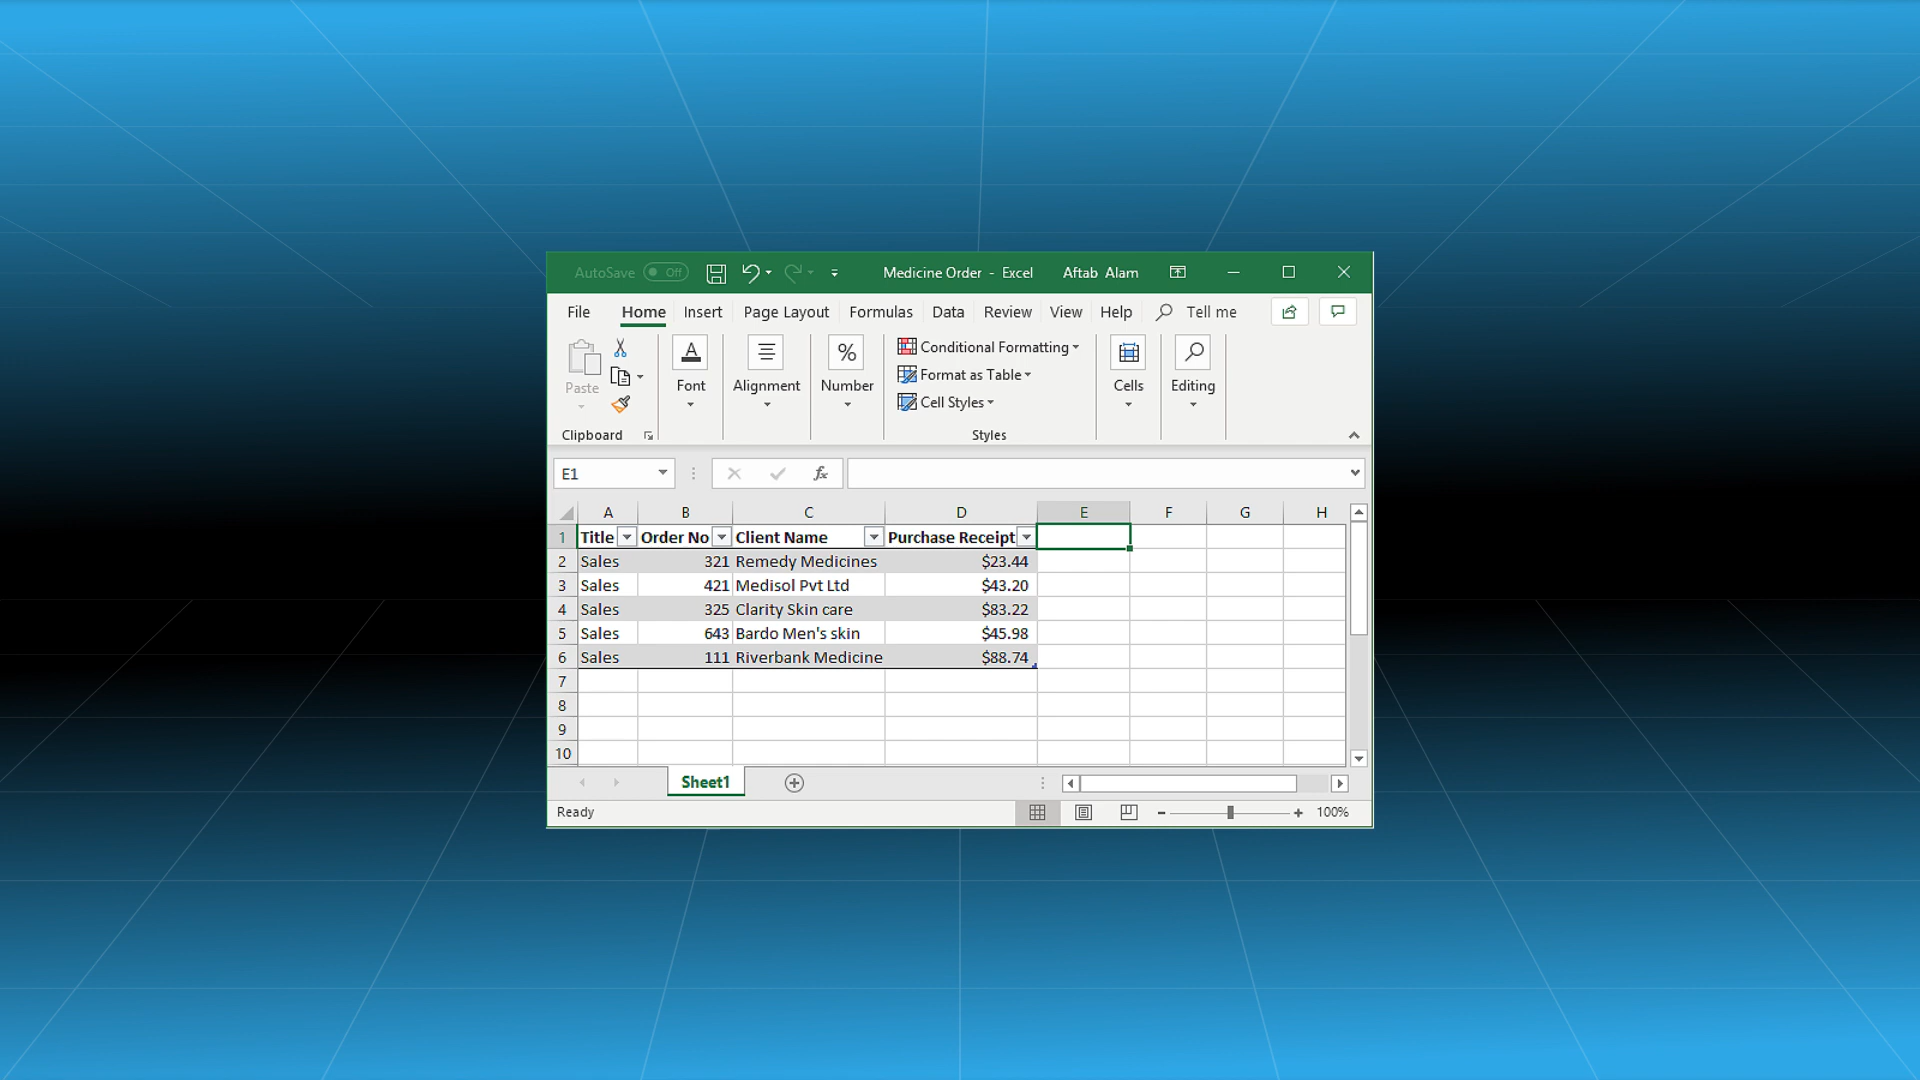 AutoSave Off Medicine Order - Excel Aftab Alam
File Home Insert Page Layout Formulas Data Review View Help Tell me
Paste
Clipboard
Font
Alignment
%
Number
Conditional Formatting
Format as Table
Cell Styles
Styles
Cells
Editing
E1 fx
A B C D E F G H
1 Title Order No Client Name Purchase Receipt
2 Sales 321 Remedy Medicines $23.44
3 Sales 421 Medisol Pvt Ltd $43.20
4 Sales 325 Clarity Skin care $83.22
5 Sales 643 Bardo Men's skin $45.98
6 Sales 111 Riverbank Medicine $88.74
7
8
9
10
Sheet1
Ready 100%